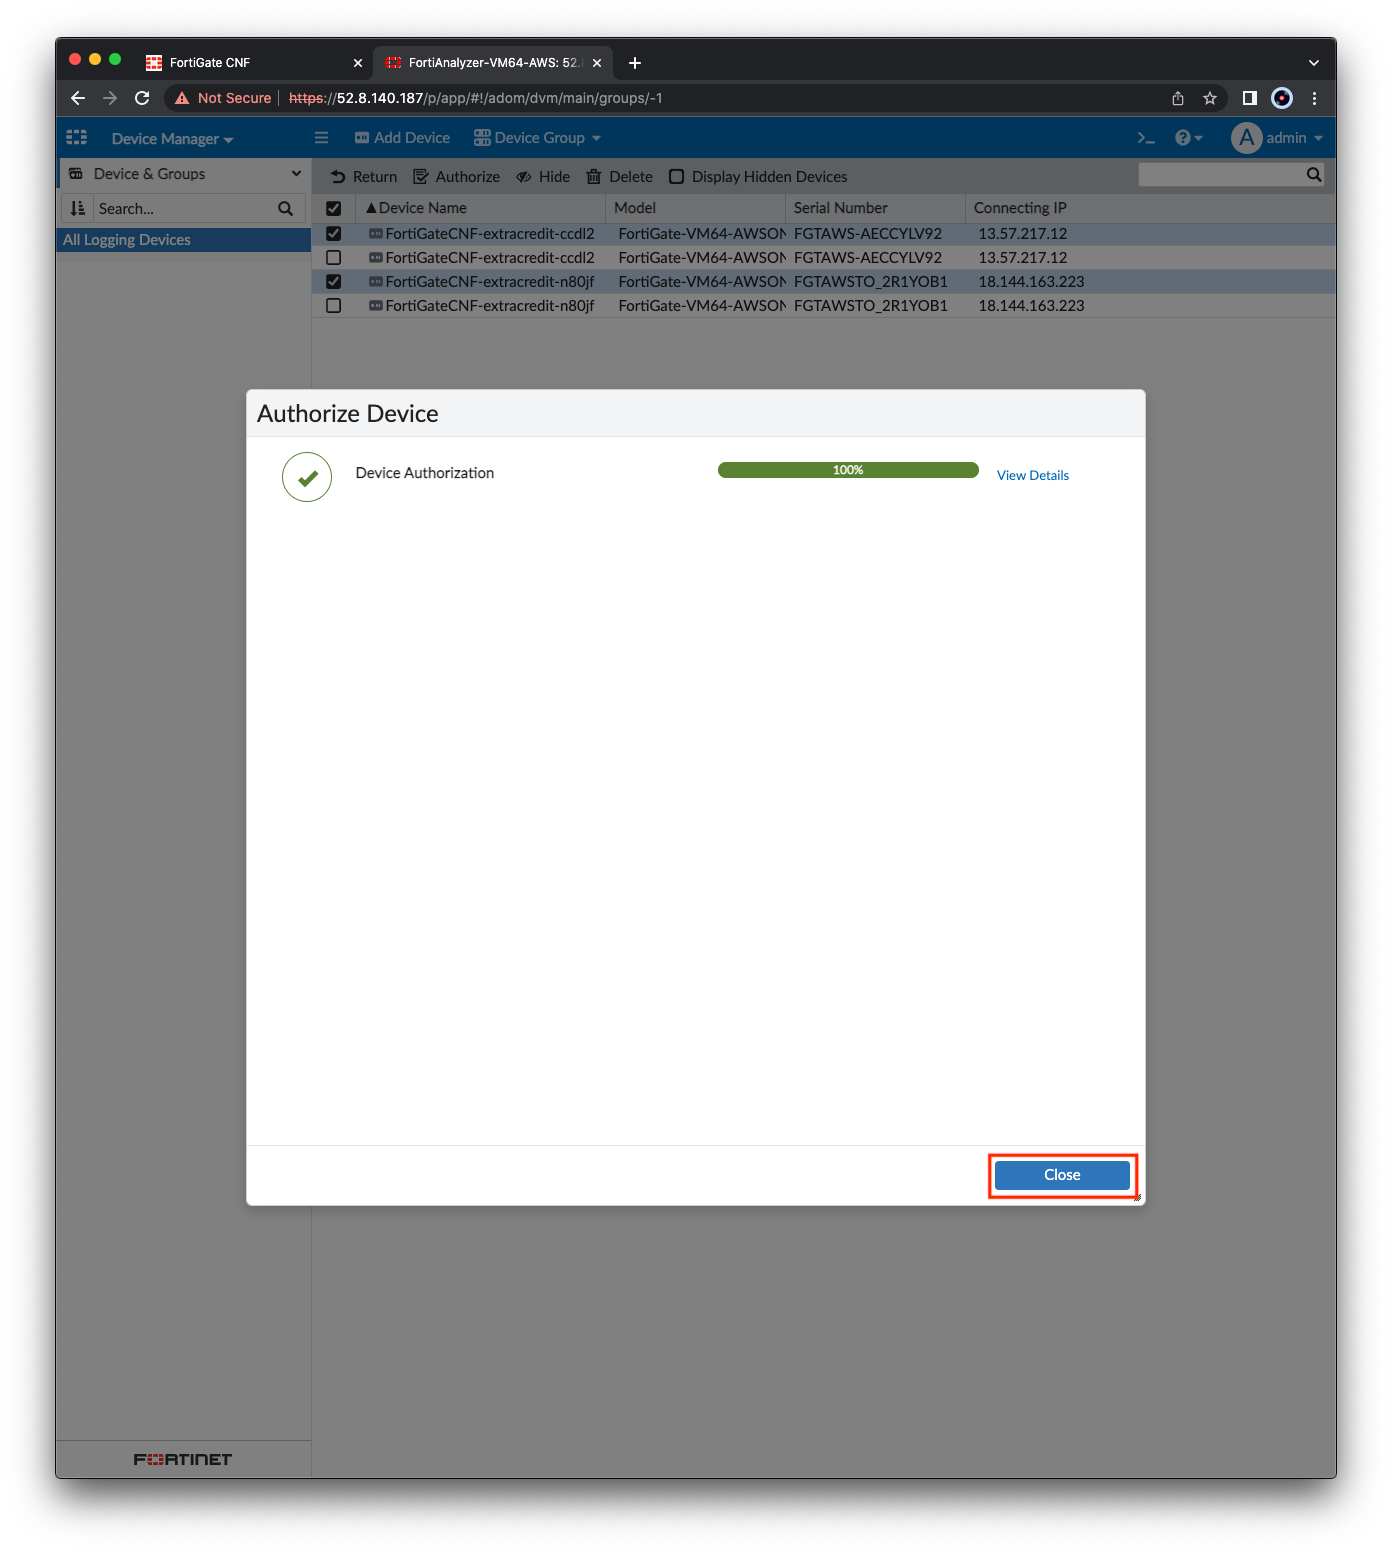 FortiGate CNF
FortiAnalyzer-VM64-AWS: 52.8
Not Secure https://52.8.140.187/p/app/#!/adom/dvm/main/groups/-1
Device Manager Add Device Device Group >_ ? A admin
Device & Groups Return Authorize Hide Delete Display Hidden Devices
Search...
Device Name Model Serial Number Connecting IP
All Logging Devices
FortiGateCNF-extracredit-ccdl2 FortiGate-VM64-AWSON FGTAWS-AECCYLV92 13.57.217.12
FortiGateCNF-extracredit-ccdl2 FortiGate-VM64-AWSON FGTAWS-AECCYLV92 13.57.217.12
FortiGateCNF-extracredit-n80jf FortiGate-VM64-AWSON FGTAWSTO_2R1YOB1 18.144.163.223
FortiGateCNF-extracredit-n80jf FortiGate-VM64-AWSON FGTAWSTO_2R1YOB1 18.144.163.223
Authorize Device
Device Authorization 100% View Details
Close
FORTINET